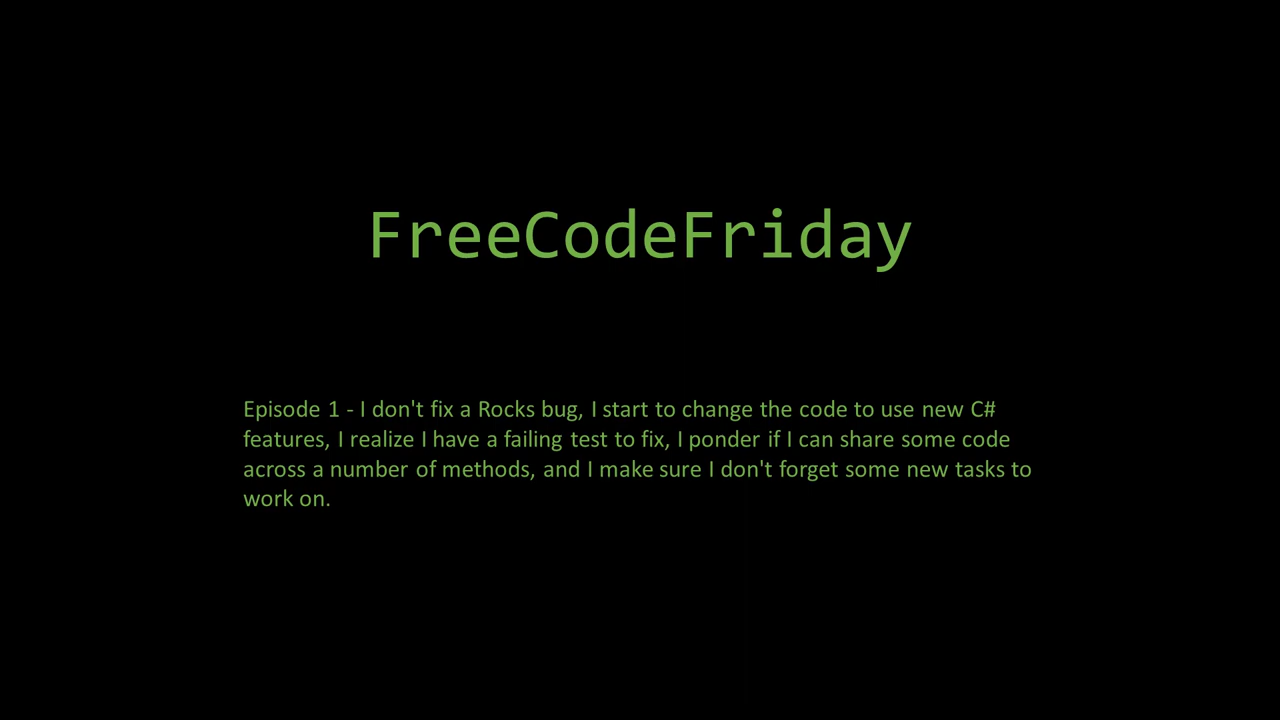 FreeCodeFriday
Episode 1 - I don't fix a Rocks bug, I start to change the code to use new C#
features, I realize I have a failing test to fix, I ponder if I can share some code
across a number of methods, and I make sure I don't forget some new tasks to
work on.